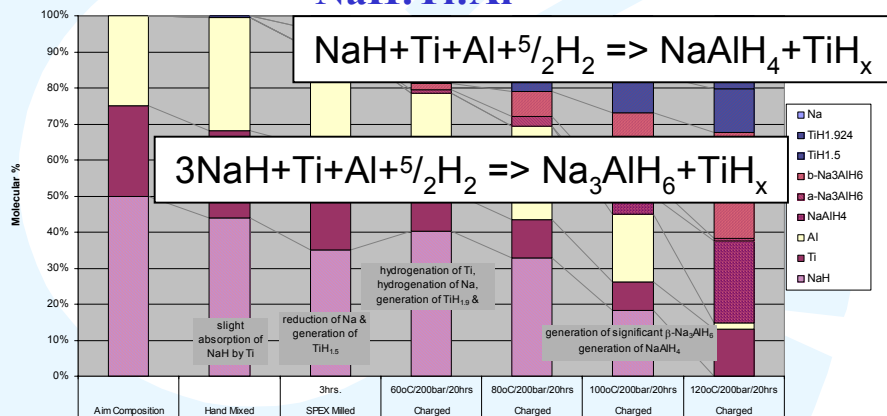 NaH:Ti:Al
NaH+Ti+Al+⁵/₂H₂ => NaAlH₄+TiHₓ
3NaH+Ti+Al+⁵/₂H₂ => Na₃AlH₆+TiHₓ
Molecular %
100%
90%
80%
70%
60%
50%
40%
30%
20%
10%
0%
slight
absorption of
NaH by Ti
reduction of Na &
generation of
TiH₁.₅
hydrogenation of Ti,
hydrogenation of Na,
generation of TiH₁.₉ &
generation of significant β-Na₃AlH₆
generation of NaAlH₄
Na
TiH1.924
TiH1.5
b-Na3AlH6
a-Na3AlH6
NaAlH4
Al
Ti
NaH
3hrs. 60oC/200bar/20hrs 80oC/200bar/20hrs 100oC/200bar/20hrs 120oC/200bar/20hrs
Aim Composition Hand Mixed SPEX Milled Charged Charged Charged Charged